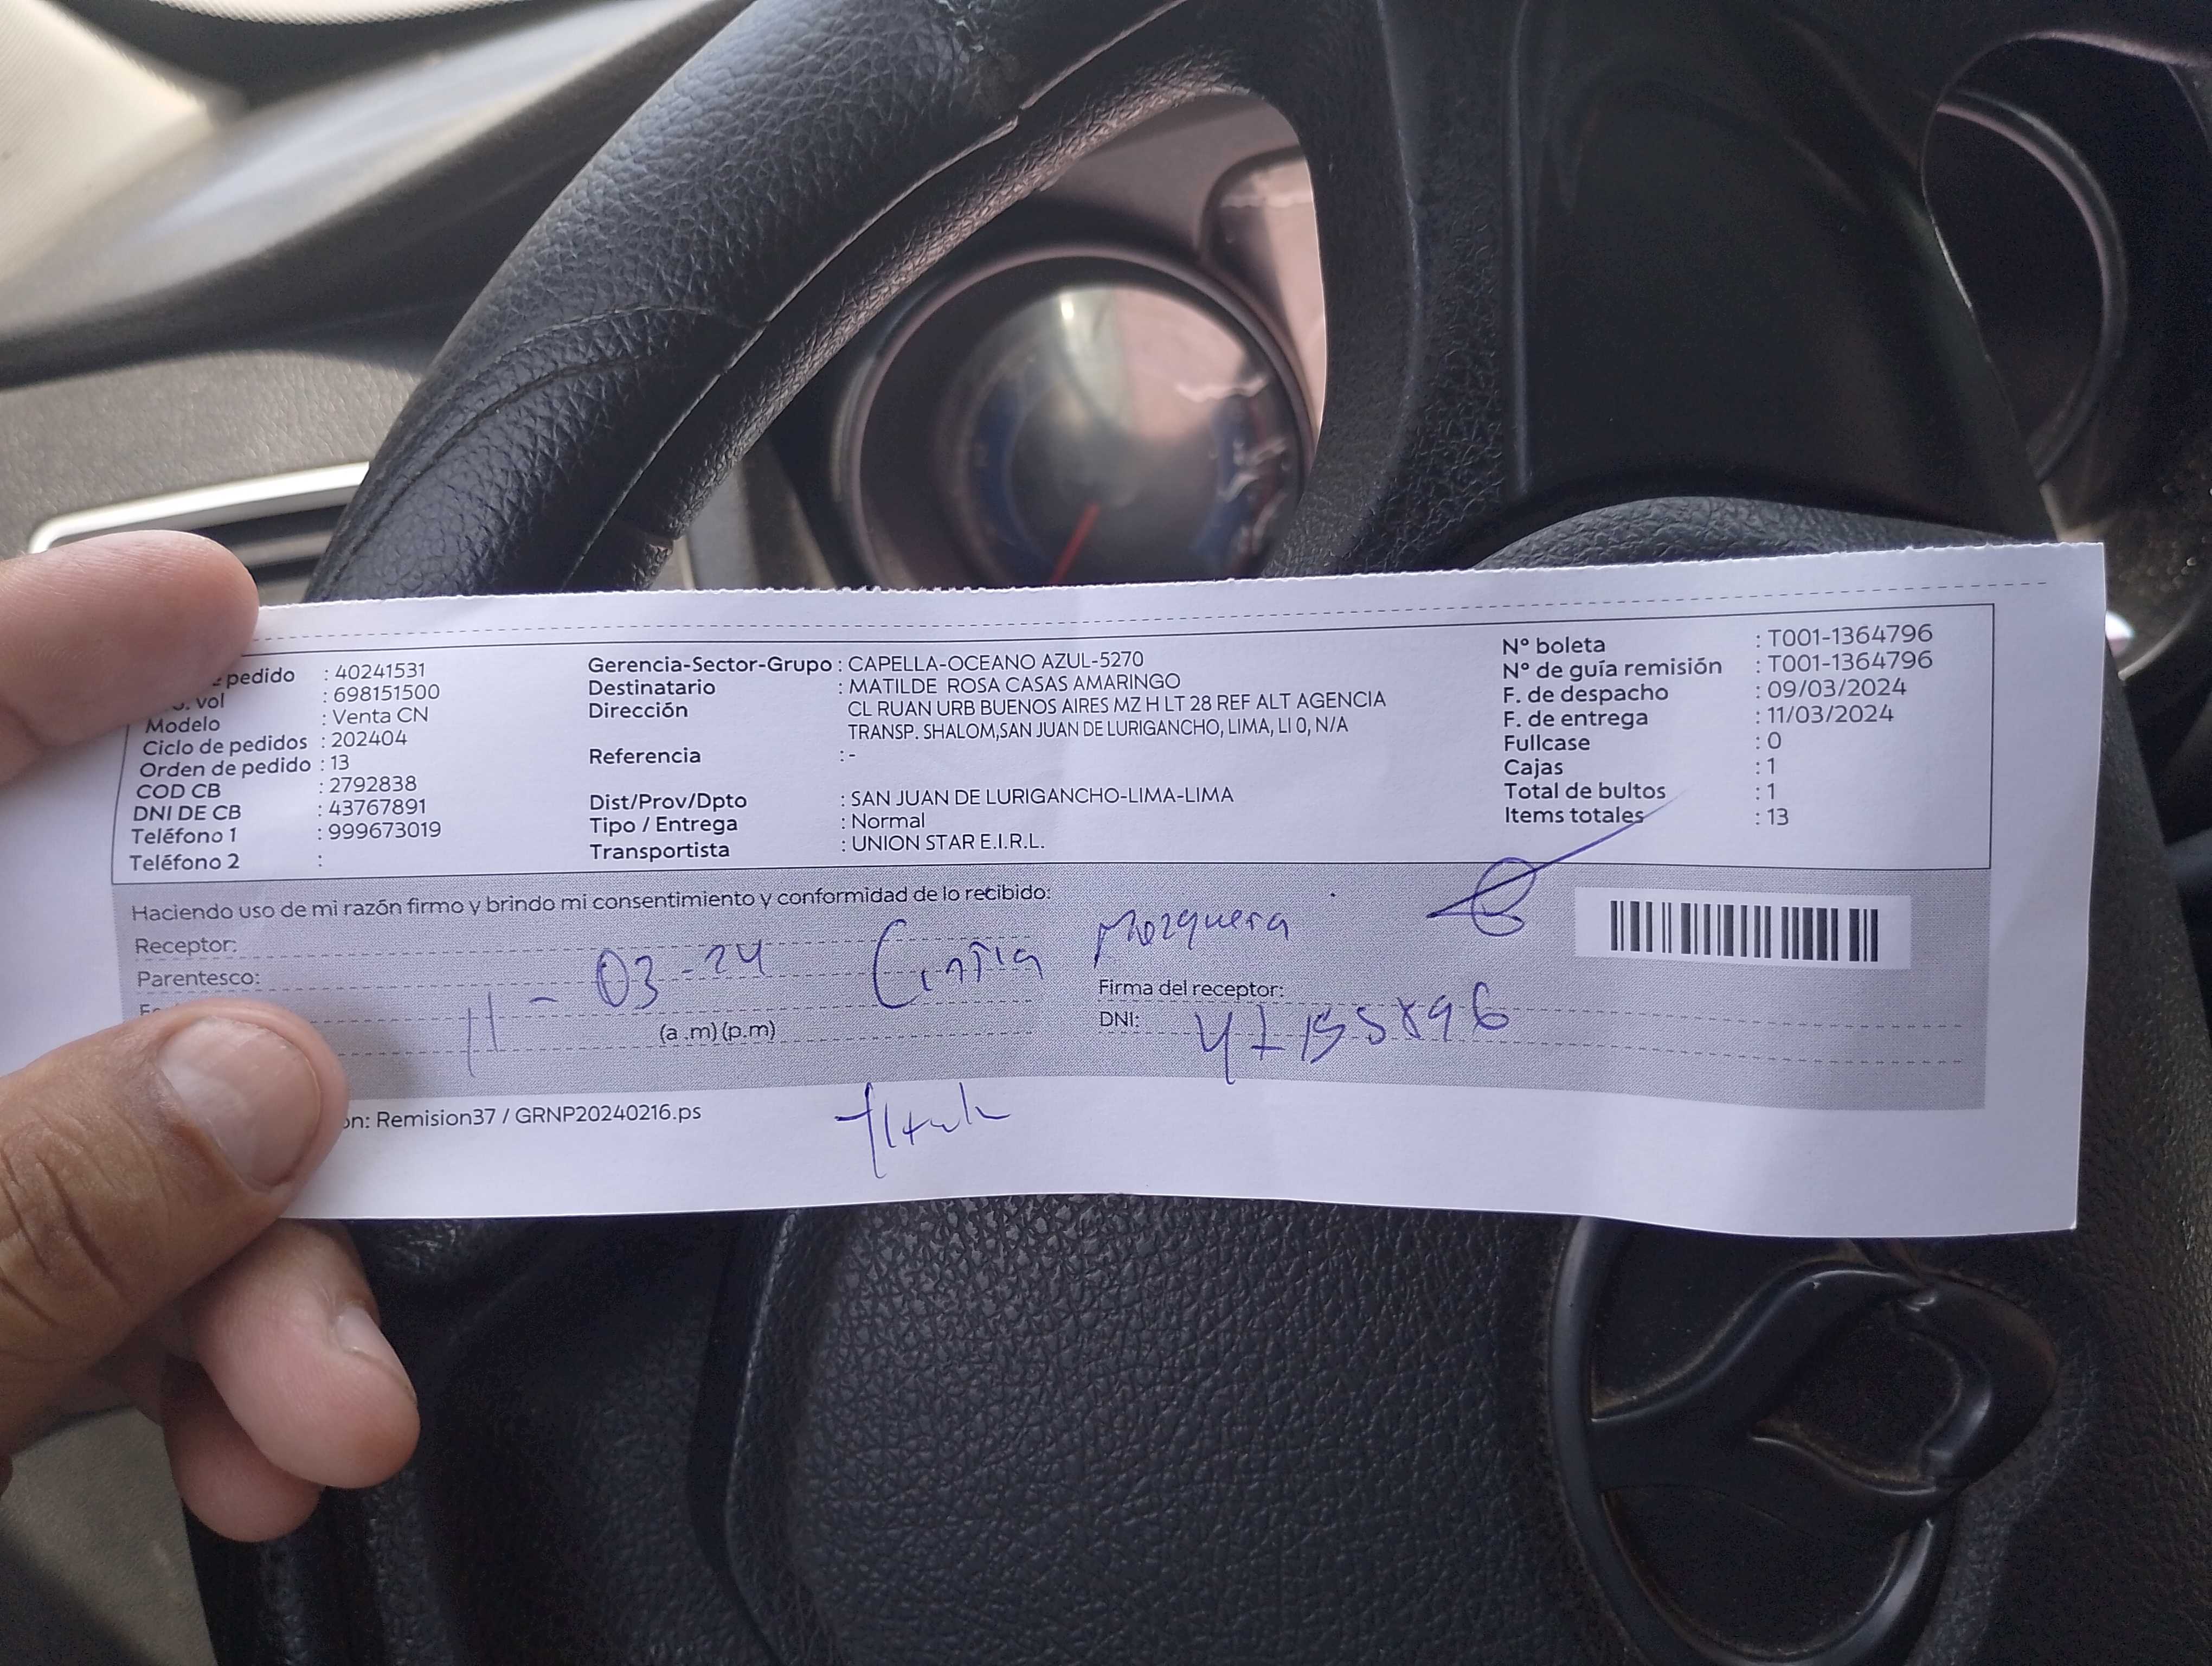 pedido : 40241531
vol : 698151500
Modelo : Venta CN
Ciclo de pedidos : 202404
Orden de pedido : 13
COD CB : 2792838
DNI DE CB : 43767891
Teléfono 1 : 999673019
Teléfono 2 :
Gerencia-Sector-Grupo : CAPELLA-OCEANO AZUL-5270
Destinatario : MATILDE ROSA CASAS AMARINGO
Dirección CL RUAN URB BUENOS AIRES MZ H LT 28 REF ALT AGENCIA
TRANSP. SHALOM,SAN JUAN DE LURIGANCHO, LIMA, LI 0, N/A
Referencia : -
Dist/Prov/Dpto : SAN JUAN DE LURIGANCHO-LIMA-LIMA
Tipo / Entrega : Normal
Transportista : UNION STAR E.I.R.L.
Nº boleta : T001-1364796
Nº de guía remisión : T001-1364796
F. de despacho : 09/03/2024
F. de entrega : 11/03/2024
Fullcase : 0
Cajas : 1
Total de bultos : 1
Items totales : 13
Haciendo uso de mi razón firmo y brindo mi consentimiento y conformidad de lo recibido:
Receptor:
Parentesco:
11-03-24 Cintia Mozquera
(a .m) (p.m)
Firma del receptor:
DNI:
on: Remision37 / GRNP20240216.ps